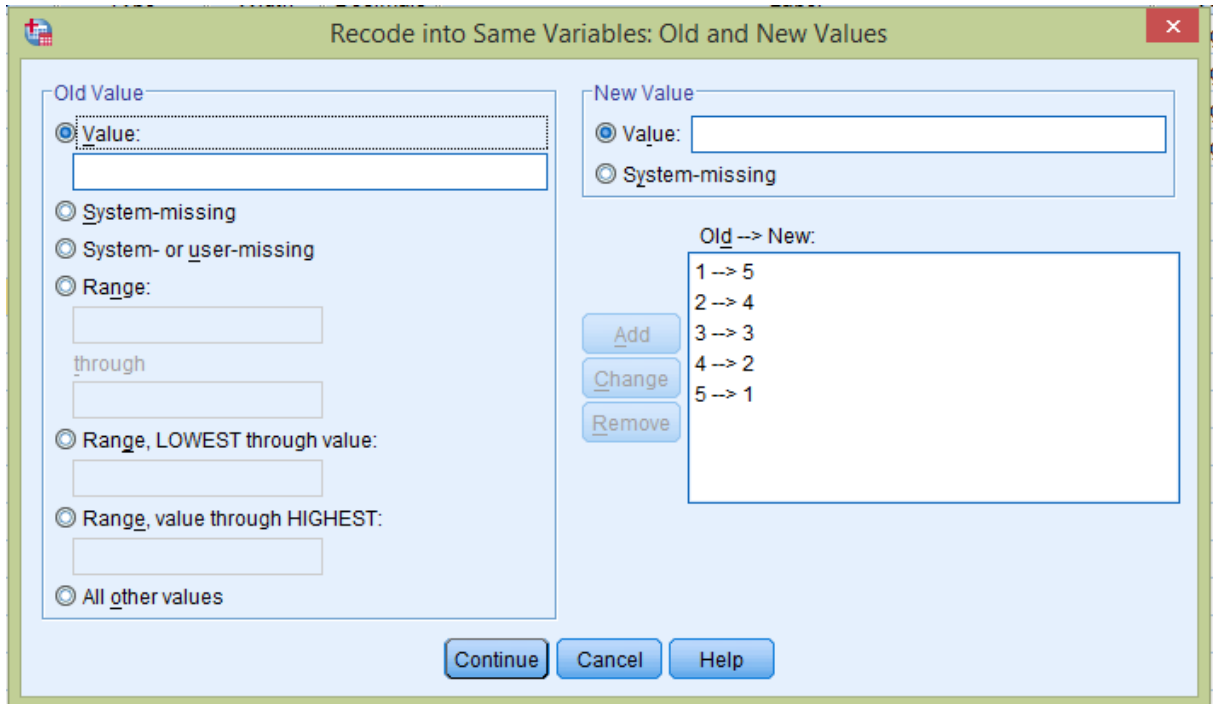 Recode into Same Variables: Old and New Values
Old Value
Value:
System-missing
System- or user-missing
Range:
through
Range, LOWEST through value:
Range, value through HIGHEST:
All other values
New Value
Value:
System-missing
Old --> New:
1 --> 5
2 --> 4
3 --> 3
4 --> 2
5 --> 1
Add
Change
Remove
Continue
Cancel
Help